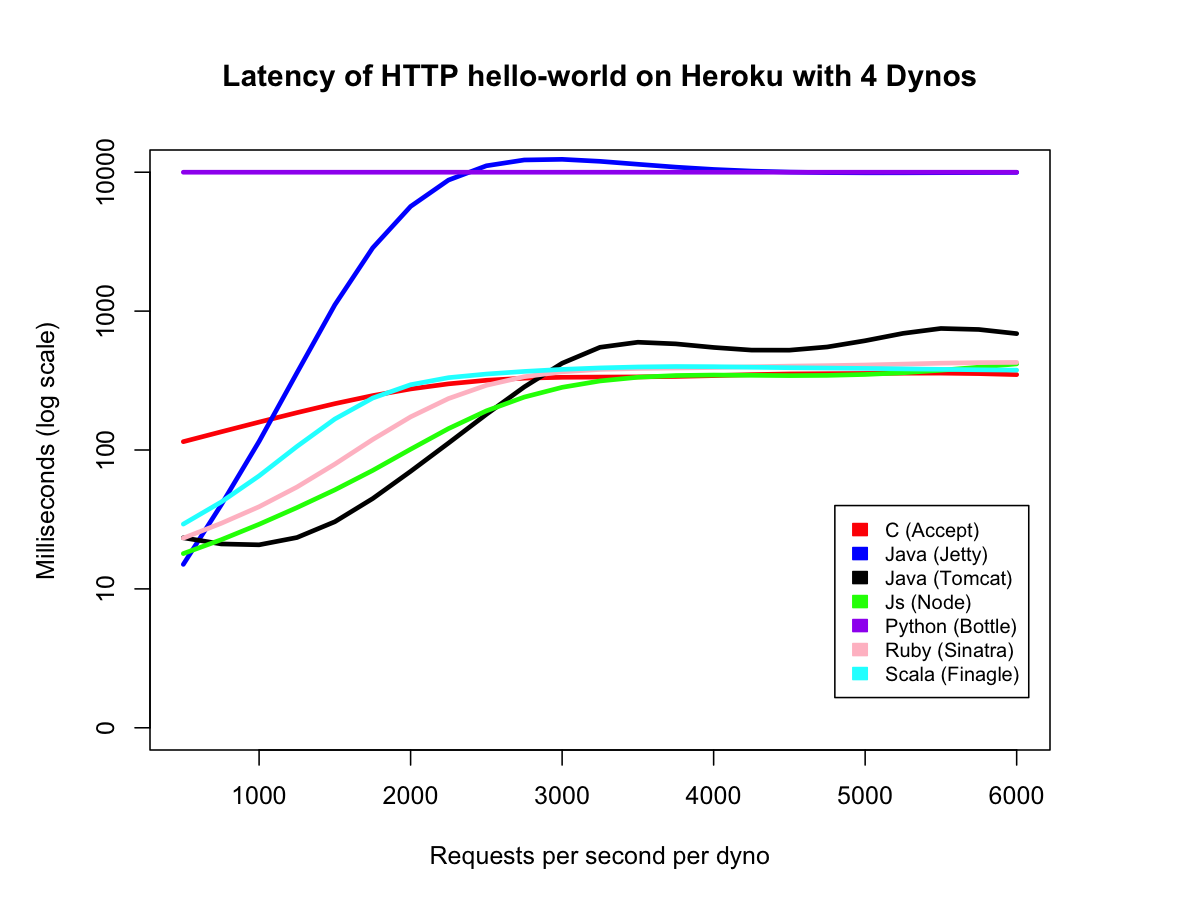 Latency of HTTP hello-world on Heroku with 4 Dynos
Milliseconds (log scale)
10000
1000
100
10
0
C (Accept)
Java (Jetty)
Java (Tomcat)
Js (Node)
Python (Bottle)
Ruby (Sinatra)
Scala (Finagle)
1000 2000 3000 4000 5000 6000
Requests per second per dyno